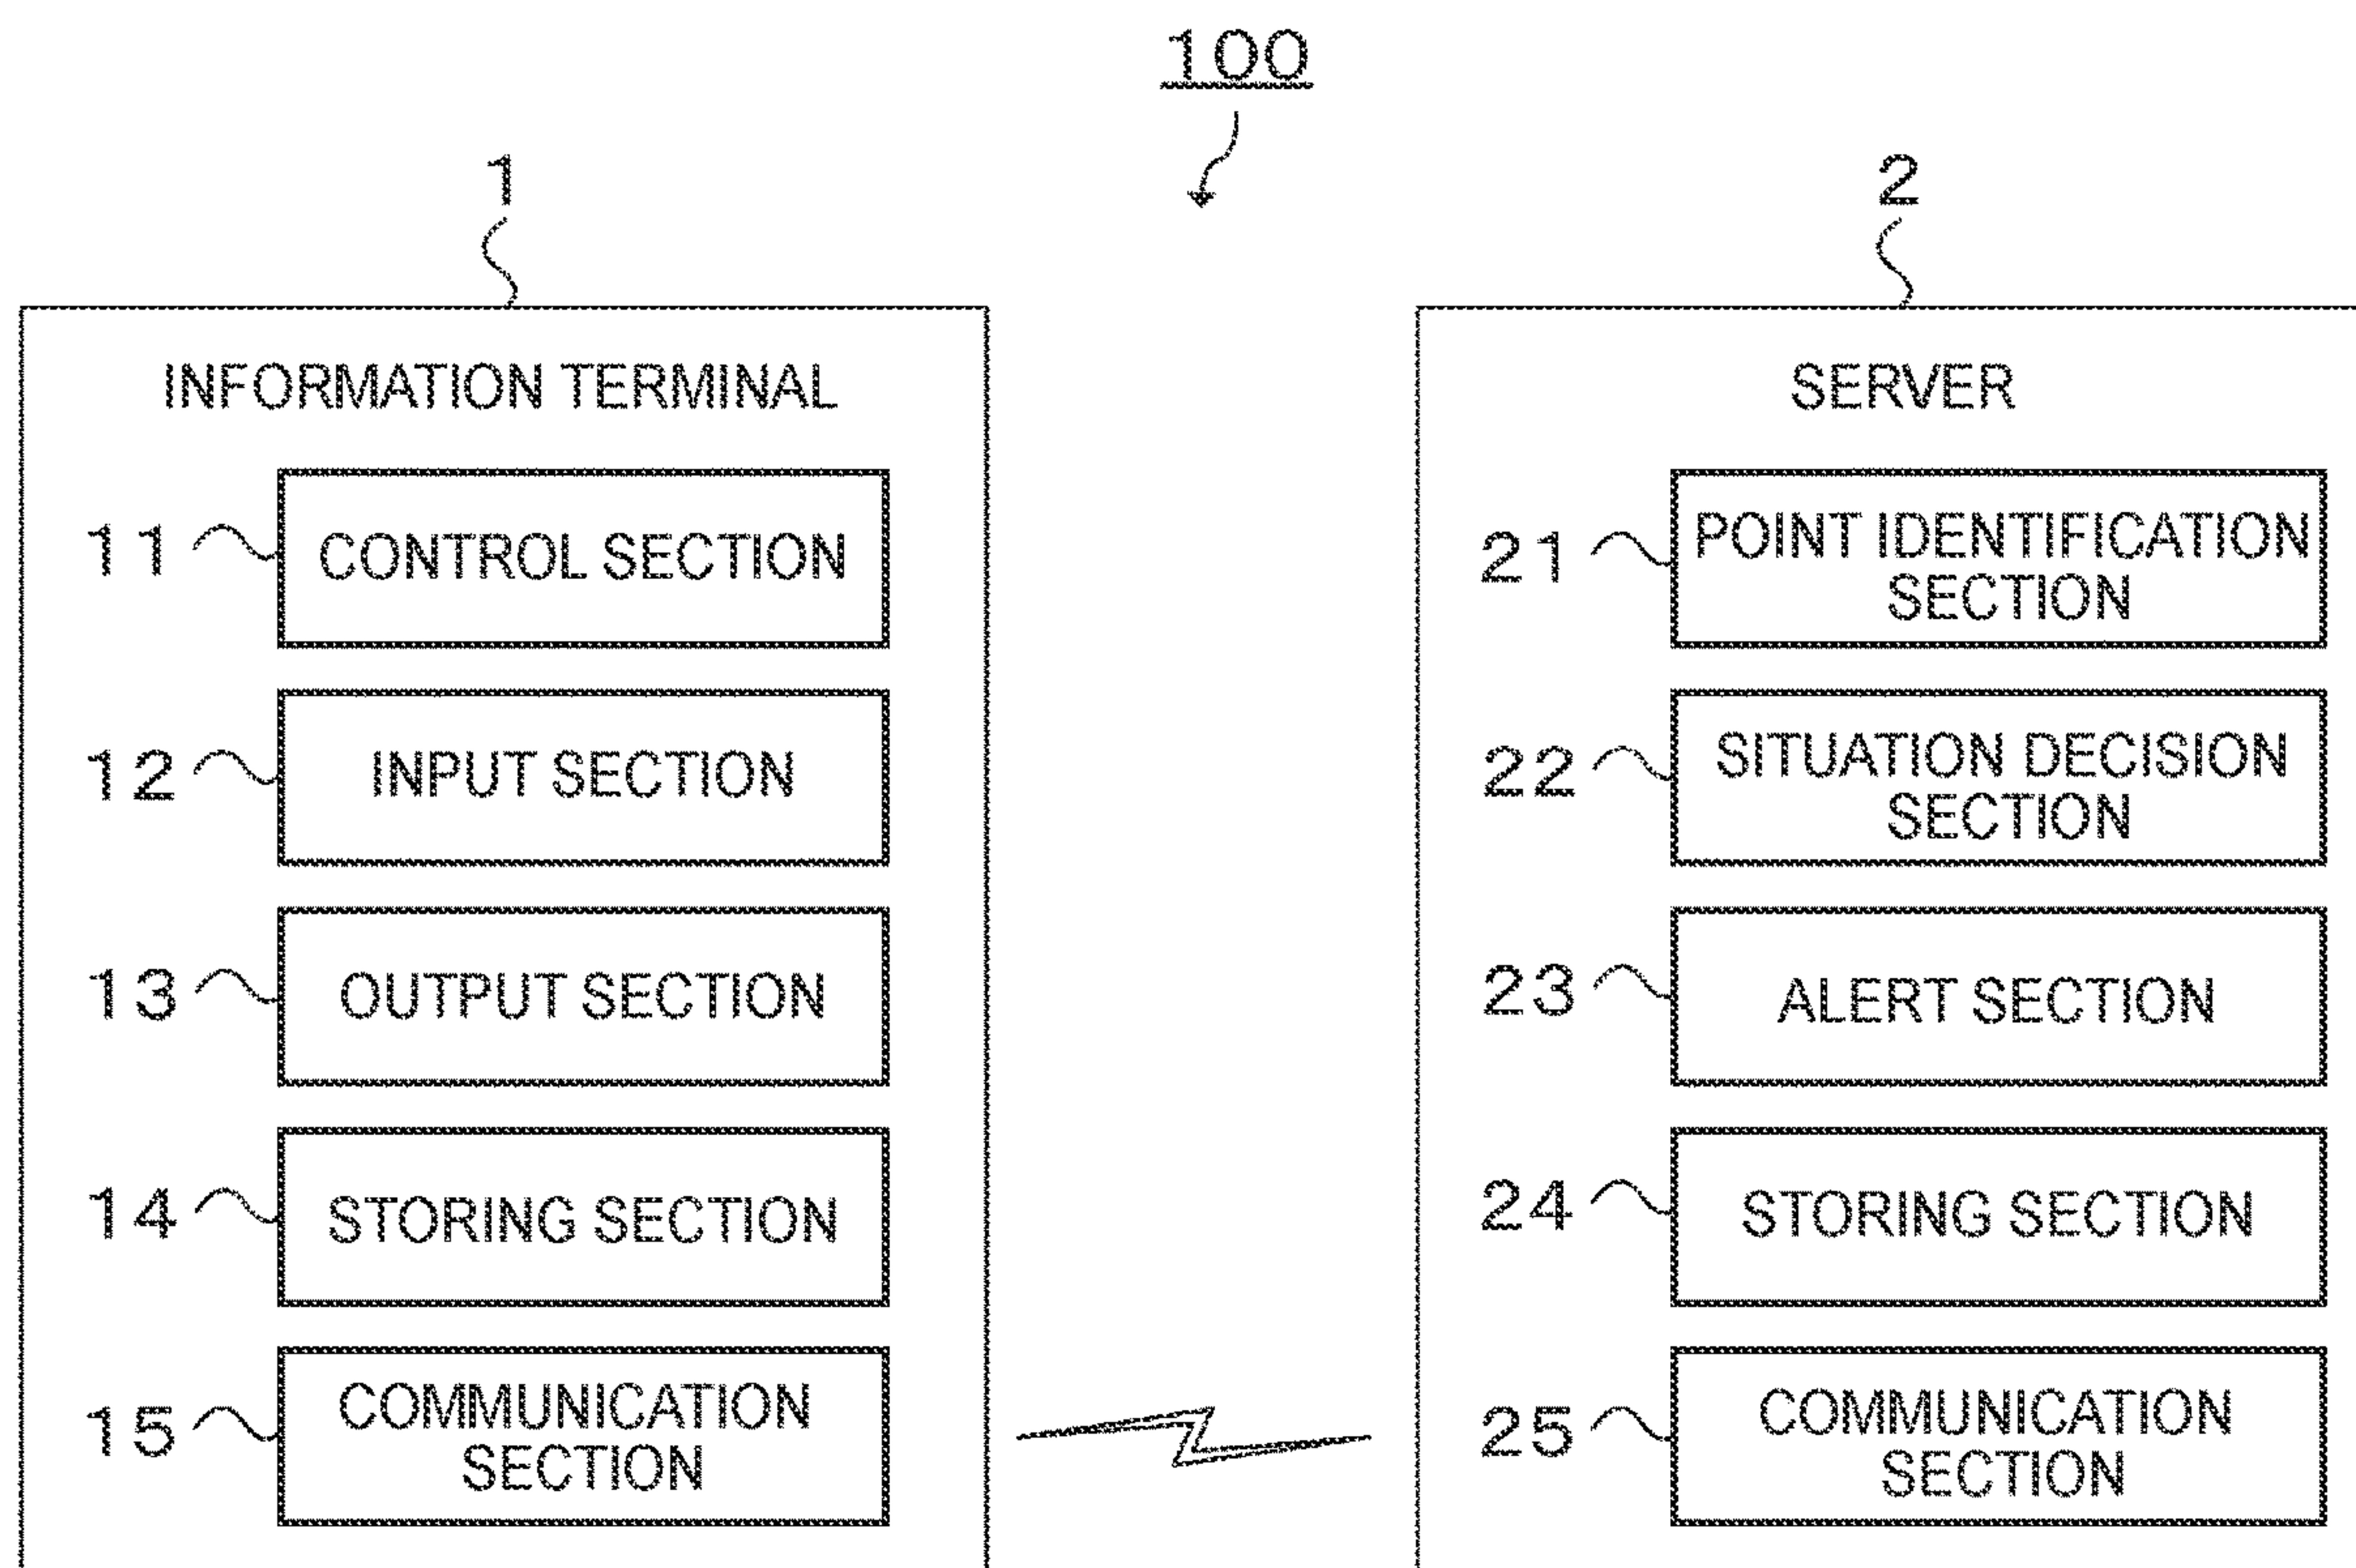 100
1
2
INFORMATION TERMINAL
11
CONTROL SECTION
12
INPUT SECTION
13
OUTPUT SECTION
14
STORING SECTION
15
COMMUNICATION
SECTION
SERVER
21
POINT IDENTIFICATION
SECTION
22
SITUATION DECISION
SECTION
23
ALERT SECTION
24
STORING SECTION
25
COMMUNICATION
SECTION